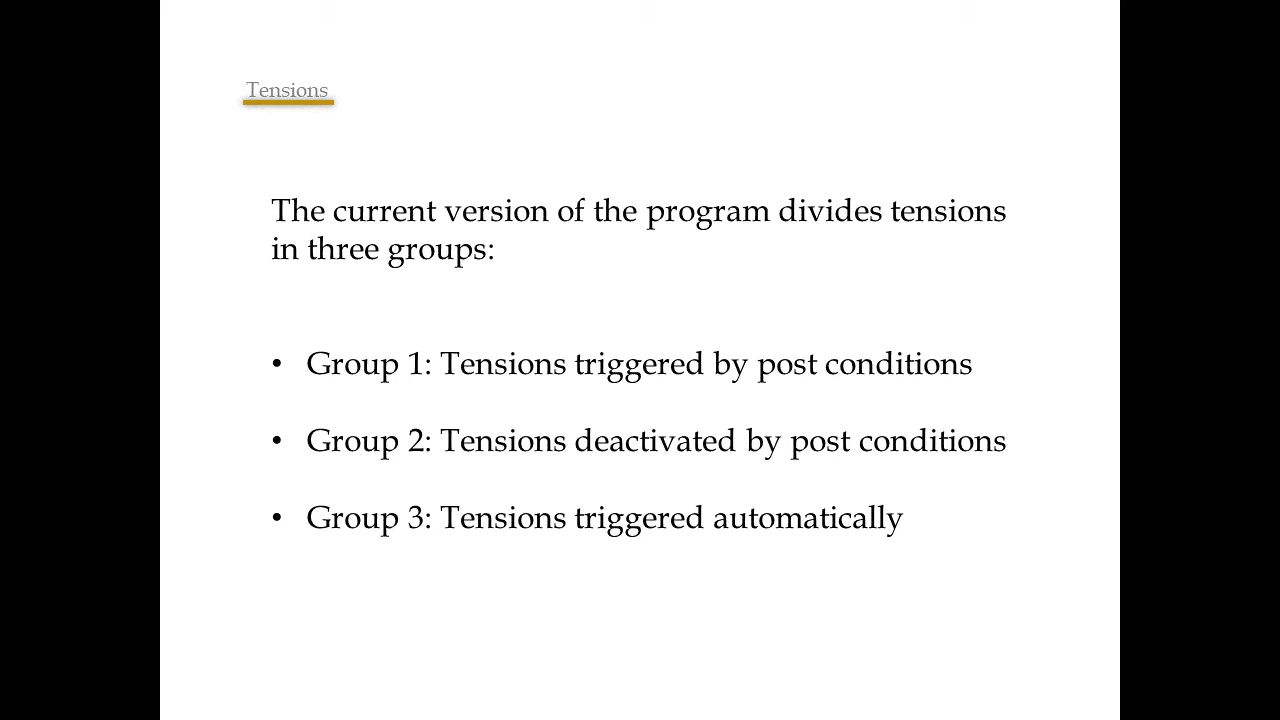 Tensions
The current version of the program divides tensions
in three groups:
• Group 1: Tensions triggered by post conditions
• Group 2: Tensions deactivated by post conditions
• Group 3: Tensions triggered automatically